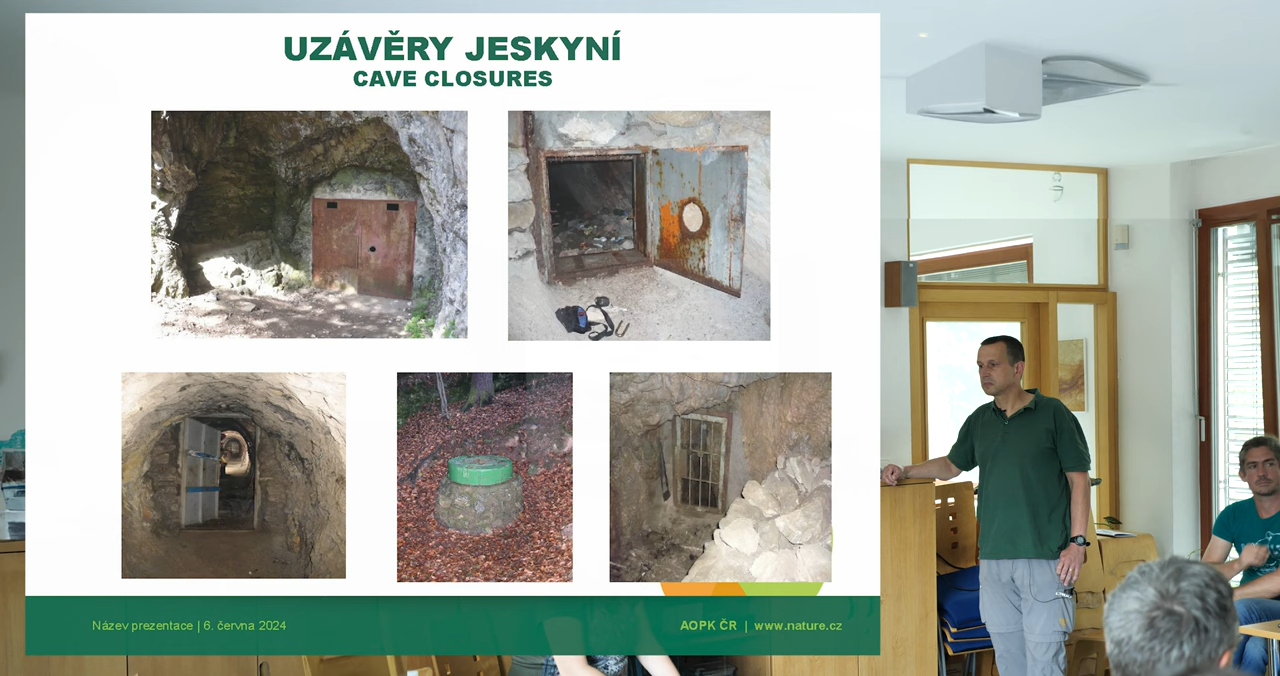 UZÁVĚRY JESKYNÍ
CAVE CLOSURES
Název prezentace | 6. června 2024
AOPK ČR | www.nature.cz